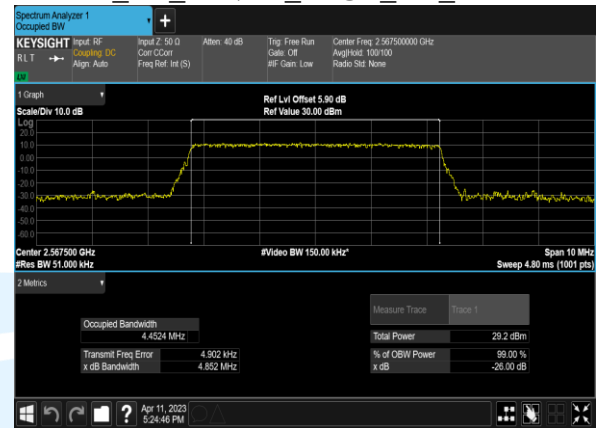 Spectrum Analyzer 1
Occupied BW
KEYSIGHT
RLT
Input: RF
Coupling: DC
Align: Auto
Input Z: 50 Ω
Corr CCorr
Freq Ref: Int (S)
Atten: 40 dB
Trig: Free Run
Gate: Off
#IF Gain: Low
Center Freq: 2.567500000 GHz
Avg|Hold: 100/100
Radio Std: None
1 Graph
Scale/Div 10.0 dB
Ref Lvl Offset 5.90 dB
Ref Value 30.00 dBm
Log
20.0
10.0
0.00
-10.0
-20.0
-30.0
-40.0
-50.0
-60.0
Center 2.567500 GHz
#Res BW 51.000 kHz
#Video BW 150.00 kHz*
Span 10 MHz
Sweep 4.80 ms (1001 pts)
2 Metrics
Measure Trace
Trace 1
Occupied Bandwidth
4.4524 MHz
Total Power
29.2 dBm
Transmit Freq Error
4.902 kHz
% of OBW Power
99.00 %
x dB Bandwidth
4.852 MHz
x dB
-26.00 dB
?
Apr 11, 2023
5:24:46 PM